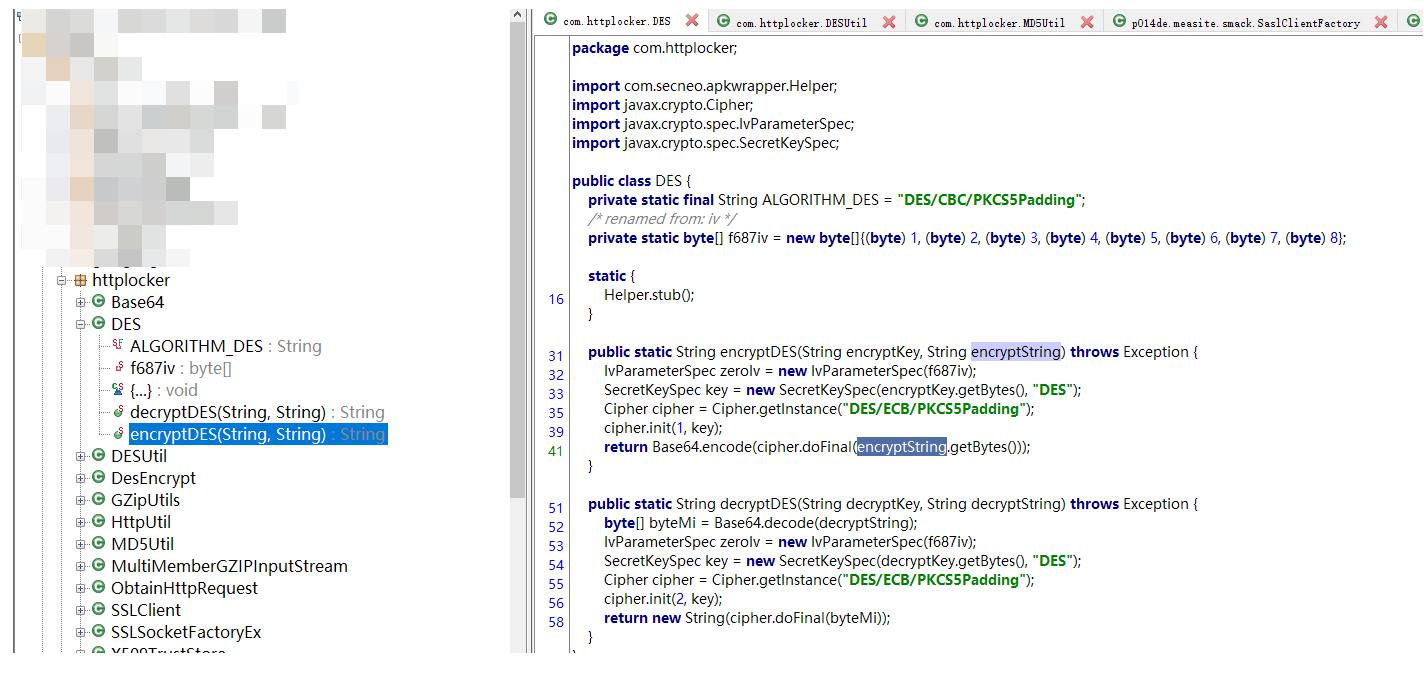 com.httplocker.DES
com.httplocker.DESUtil
com.httplocker.MD5Util
p014de.measite.smack.SaslClientFactory
httplocker
Base64
DES
ALGORITHM_DES : String
f687iv : byte[]
{...} : void
decryptDES(String, String) : String
encryptDES(String, String) : String
DESUtil
DesEncrypt
GZipUtils
HttpUtil
MD5Util
MultiMemberGZIPInputStream
ObtainHttpRequest
SSLClient
SSLSocketFactoryEx
X509TrustStore
package com.httplocker;
import com.secneo.apkwrapper.Helper;
import javax.crypto.Cipher;
import javax.crypto.spec.IvParameterSpec;
import javax.crypto.spec.SecretKeySpec;
public class DES {
private static final String ALGORITHM_DES = "DES/CBC/PKCS5Padding";
/* renamed from: iv */
private static byte[] f687iv = new byte[]{(byte) 1, (byte) 2, (byte) 3, (byte) 4, (byte) 5, (byte) 6, (byte) 7, (byte) 8};
static {
16 Helper.stub();
}
31 public static String encryptDES(String encryptKey, String encryptString) throws Exception {
32 IvParameterSpec zeroIv = new IvParameterSpec(f687iv);
33 SecretKeySpec key = new SecretKeySpec(encryptKey.getBytes(), "DES");
35 Cipher cipher = Cipher.getInstance("DES/ECB/PKCS5Padding");
39 cipher.init(1, key);
41 return Base64.encode(cipher.doFinal(encryptString.getBytes()));
}
51 public static String decryptDES(String decryptKey, String decryptString) throws Exception {
52 byte[] byteMi = Base64.decode(decryptString);
53 IvParameterSpec zeroIv = new IvParameterSpec(f687iv);
54 SecretKeySpec key = new SecretKeySpec(decryptKey.getBytes(), "DES");
55 Cipher cipher = Cipher.getInstance("DES/ECB/PKCS5Padding");
56 cipher.init(2, key);
58 return new String(cipher.doFinal(byteMi));
}